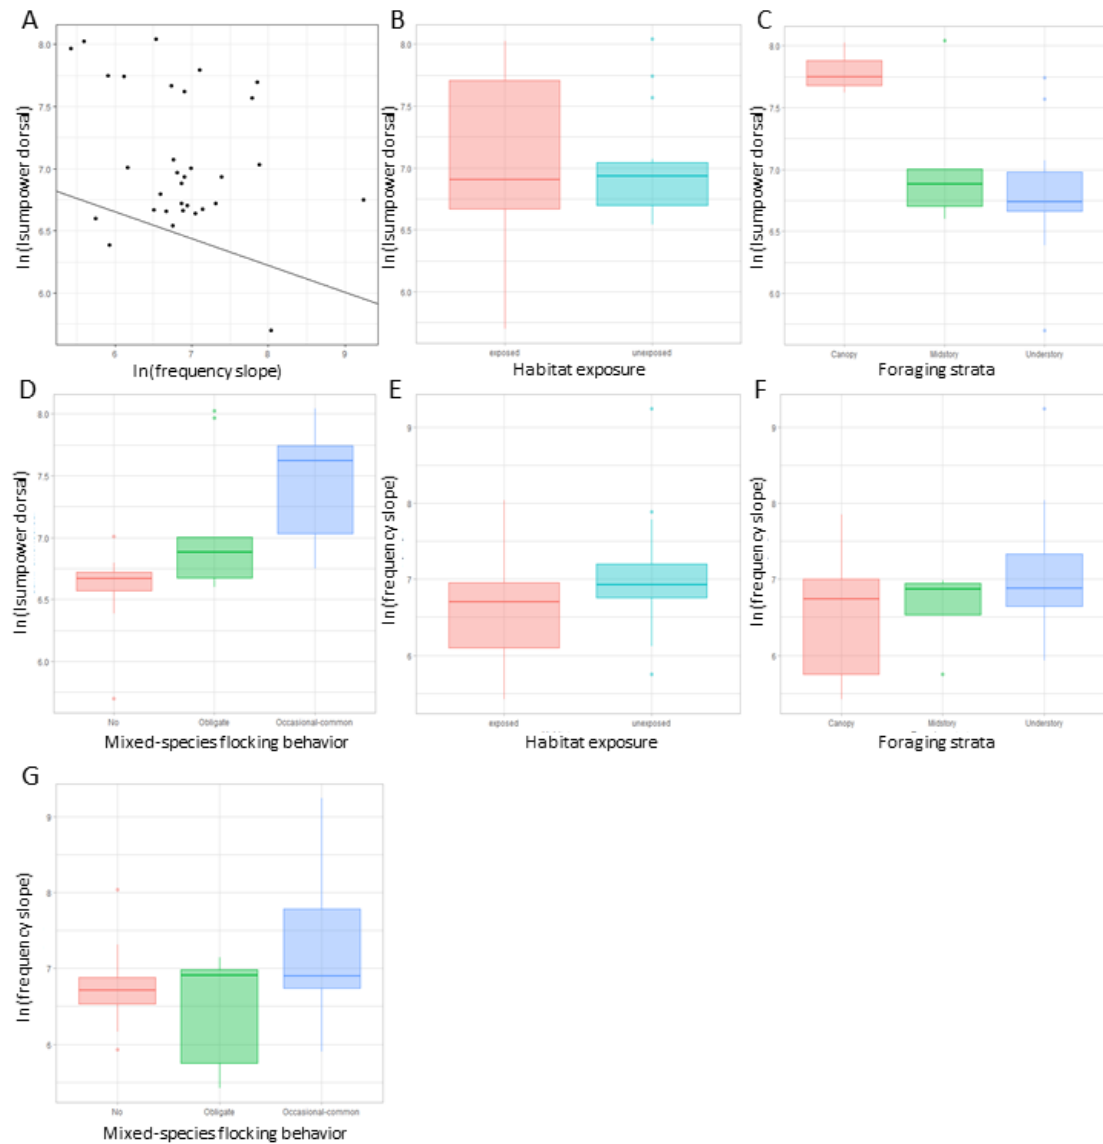 A
B
C
ln(lsumpower dorsal)
8.0
7.5
7.0
6.5
6.0
6
7
8
9
ln(frequency slope)
ln(lsumpower dorsal)
8.0
7.5
7.0
6.5
6.0
exposed
unexposed
Habitat exposure
ln(lsumpower dorsal)
8.0
7.5
7.0
6.5
6.0
Canopy
Midstory
Understory
Foraging strata
D
E
F
ln(lsumpower dorsal)
8.0
7.5
7.0
6.5
6.0
No
Obligate
Occasional-common
Mixed-species flocking behavior
ln(frequency slope)
9
8
7
6
exposed
unexposed
Habitat exposure
ln(frequency slope)
9
8
7
6
Canopy
Midstory
Understory
Foraging strata
G
ln(frequency slope)
9
8
7
6
No
Obligate
Occasional-common
Mixed-species flocking behavior